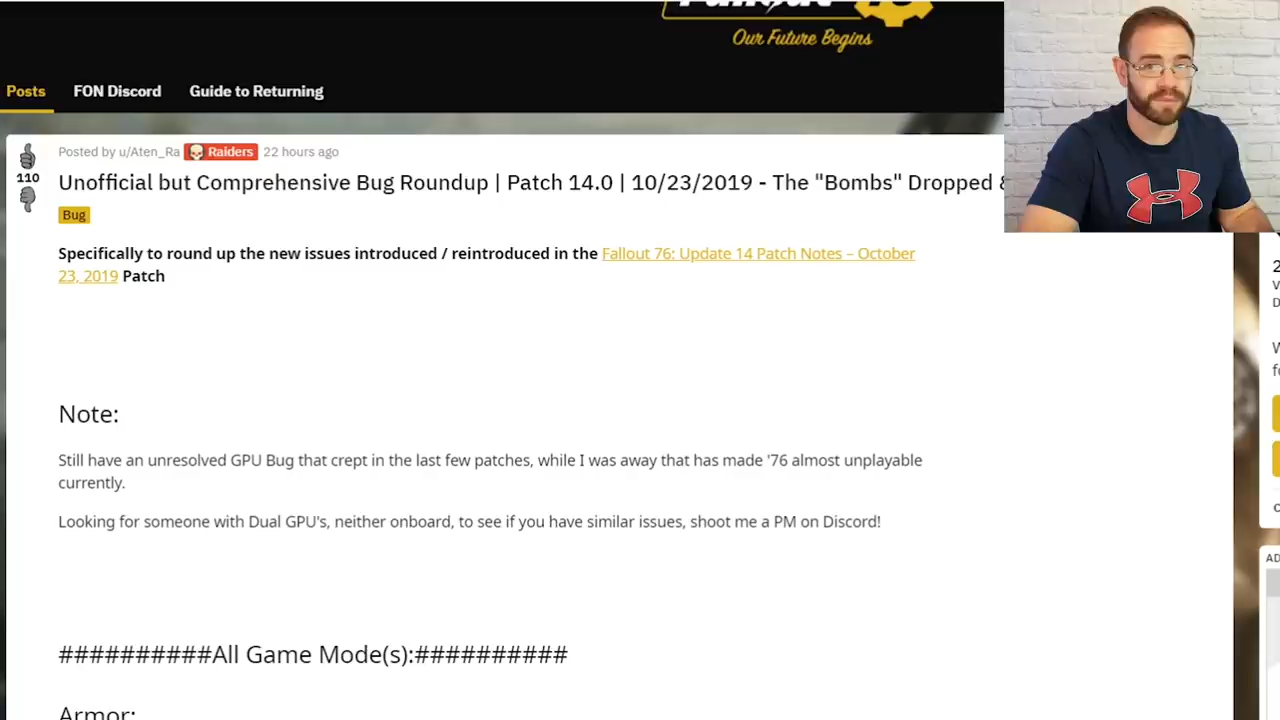 Our Future Begins
Posts FON Discord Guide to Returning
Posted by u/Aten_Ra Raiders 22 hours ago
110
Unofficial but Comprehensive Bug Roundup | Patch 14.0 | 10/23/2019 - The "Bombs" Dropped &
Bug
Specifically to round up the new issues introduced / reintroduced in the Fallout 76: Update 14 Patch Notes – October
23, 2019 Patch
Note:
Still have an unresolved GPU Bug that crept in the last few patches, while I was away that has made '76 almost unplayable
currently.
Looking for someone with Dual GPU's, neither onboard, to see if you have similar issues, shoot me a PM on Discord!
##########All Game Mode(s):##########
Armor:
AD